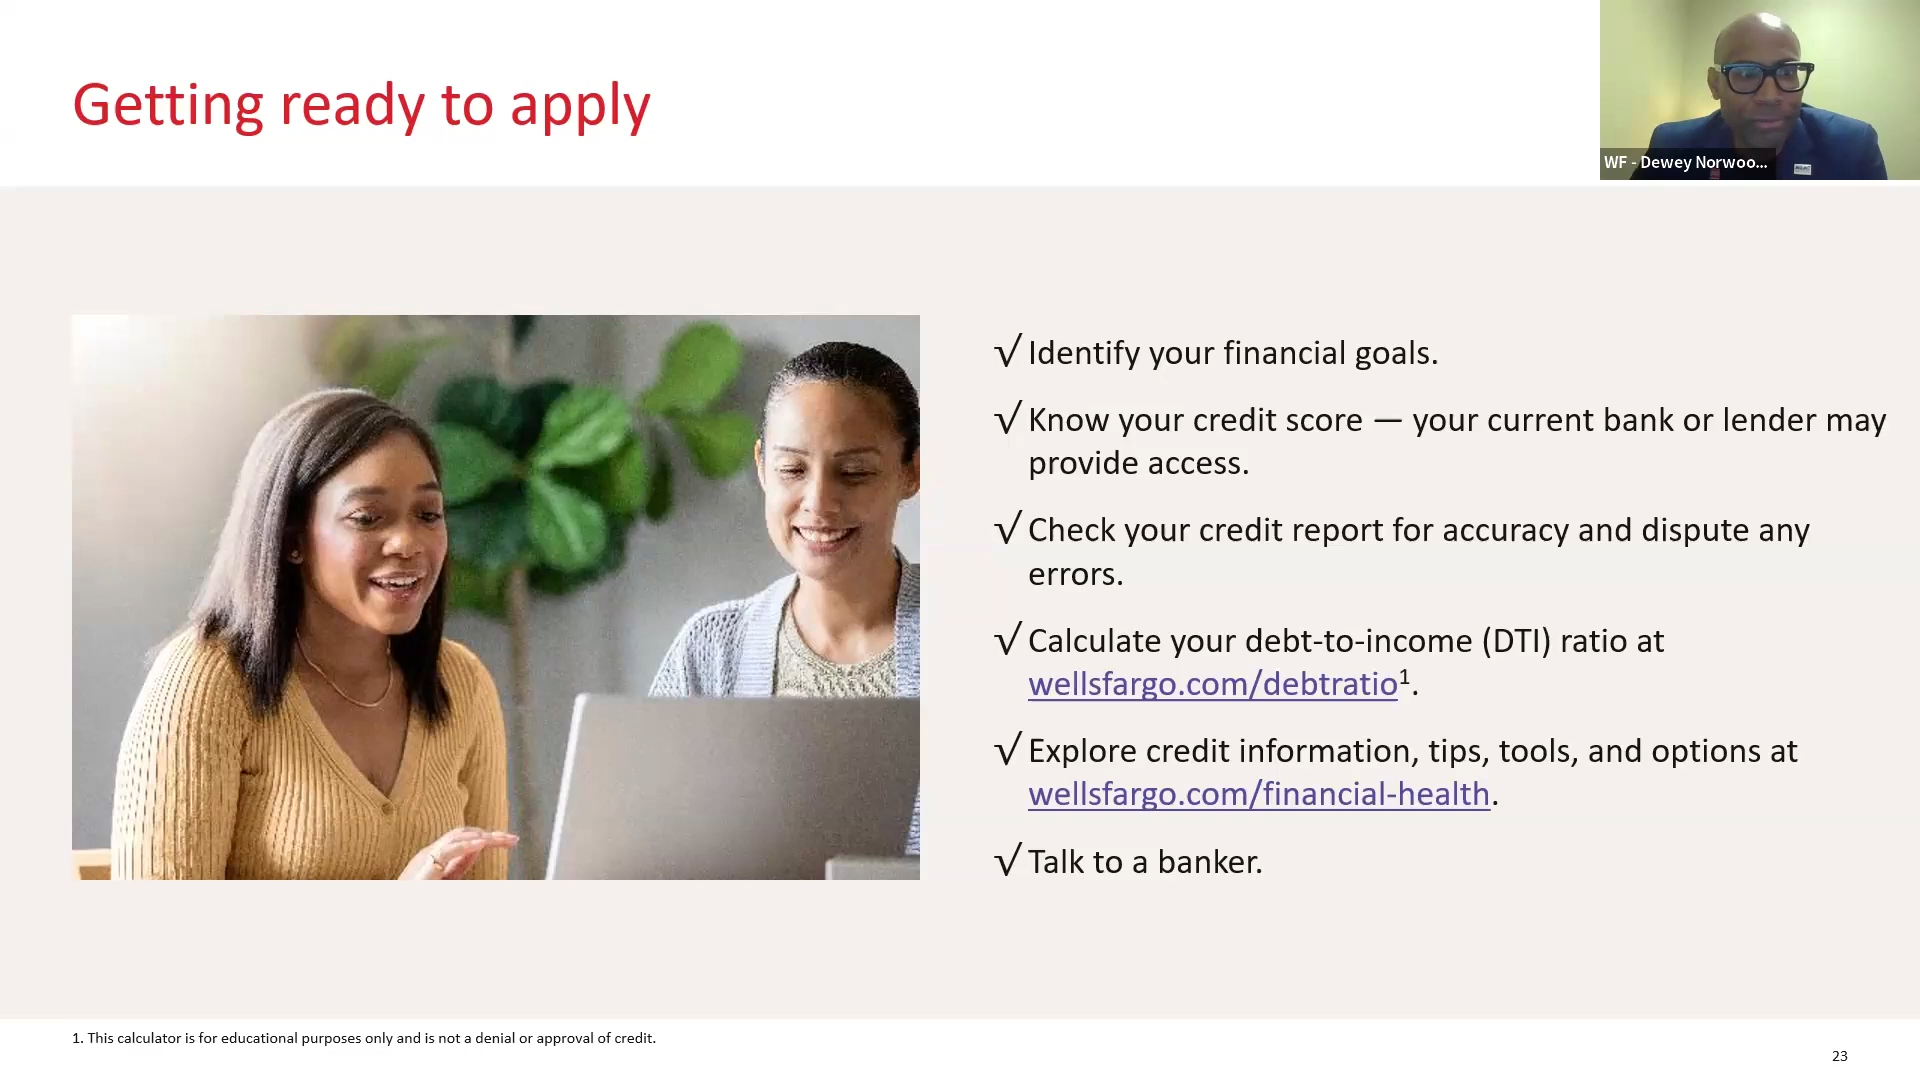 Getting ready to apply
WF - Dewey Norwoo...
√ Identify your financial goals.
√ Know your credit score — your current bank or lender may
provide access.
√ Check your credit report for accuracy and dispute any
errors.
√ Calculate your debt-to-income (DTI) ratio at
wellsfargo.com/debtratio¹.
√ Explore credit information, tips, tools, and options at
wellsfargo.com/financial-health.
√ Talk to a banker.
1. This calculator is for educational purposes only and is not a denial or approval of credit.
23